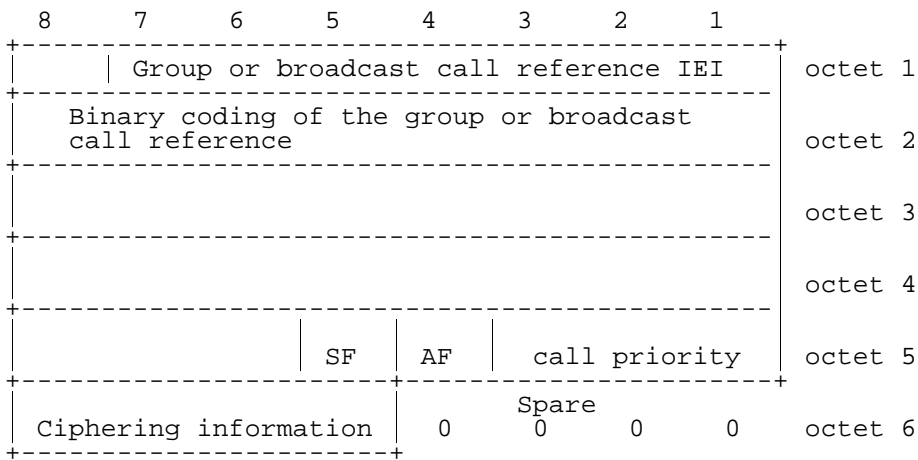 8 7 6 5 4 3 2 1
Group or broadcast call reference IEI octet 1
Binary coding of the group or broadcast
call reference octet 2
octet 3
octet 4
SF AF call priority octet 5
Spare
Ciphering information 0 0 0 0 octet 6